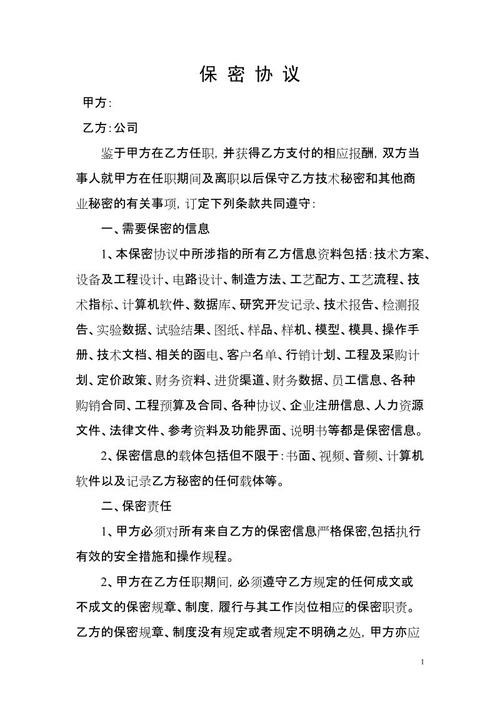 保 密 协 议
甲方：
乙方：公司
鉴于甲方在乙方任职，并获得乙方支付的相应报酬，双方当
事人就甲方在任职期间及离职以后保守乙方技术秘密和其他商
业秘密的有关事项，订定下列条款共同遵守：
一、需要保密的信息
1、本保密协议中所涉指的所有乙方信息资料包括：技术方案、
设备及工程设计、电路设计、制造方法、工艺配方、工艺流程、技
术指标、计算机软件、数据库、研究开发记录、技术报告、检测报
告、实验数据、试验结果、图纸、样品、样机、模型、模具、操作手
册、技术文档、相关的函电、客户名单、行销计划、工程及采购计
划、定价政策、财务资料、进货渠道、财务数据、员工信息、各种
购销合同、工程预算及合同、各种协议、企业注册信息、人力资源
文件、法律文件、参考资料及功能界面、说明书等都是保密信息。
2、保密信息的载体包括但不限于：书面、视频、音频、计算机
软件以及记录乙方秘密的任何载体等。
二、保密责任
1、甲方必须对所有来自乙方的保密信息严格保密,包括执行
有效的安全措施和操作规程。
2、甲方在乙方任职期间，必须遵守乙方规定的任何成文或
不成文的保密规章、制度，履行与其工作岗位相应的保密职责。
乙方的保密规章、制度没有规定或者规定不明确之处，甲方亦应
1